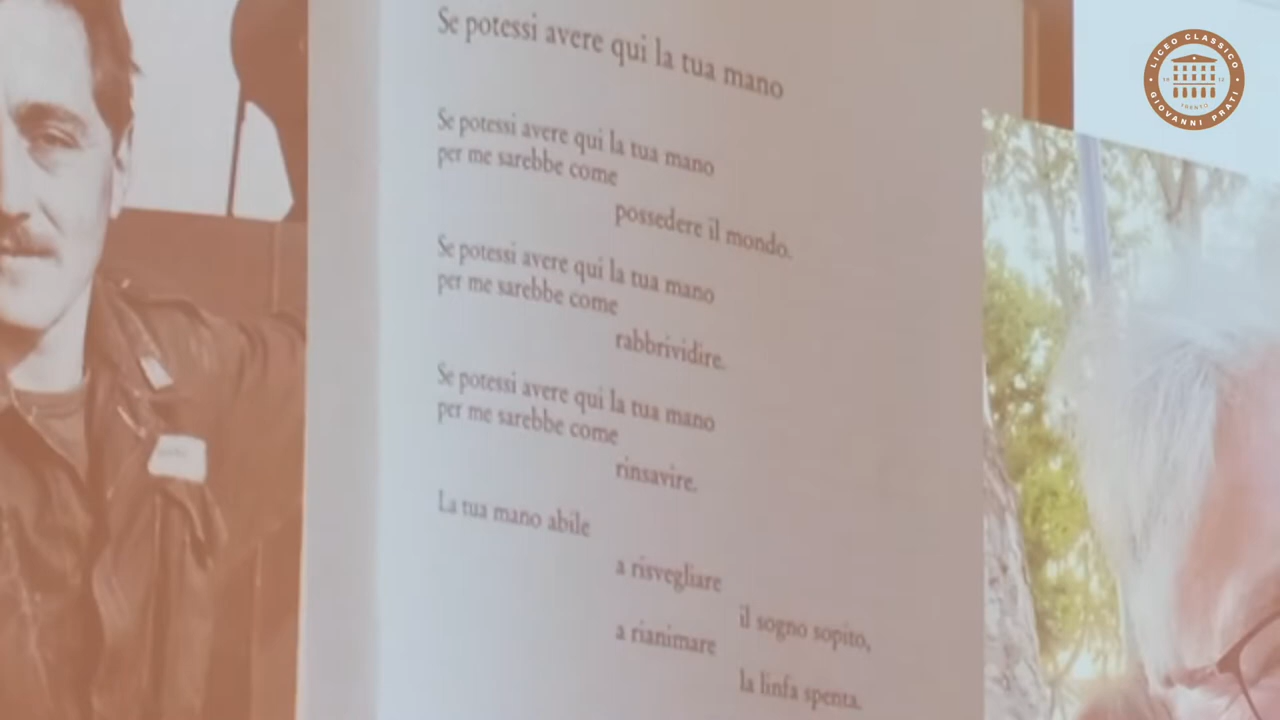 Se potessi avere qui la tua mano
Se potessi avere qui la tua mano
per me sarebbe come
possedere il mondo.
Se potessi avere qui la tua mano
per me sarebbe come
rabbrividire.
Se potessi avere qui la tua mano
per me sarebbe come
rinsavire.
La tua mano abile
a risvegliare
il sogno sopito,
a rianimare
la linfa spenta.
LICEO CLASSICO
GIOVANNI PRATI
TRENTO